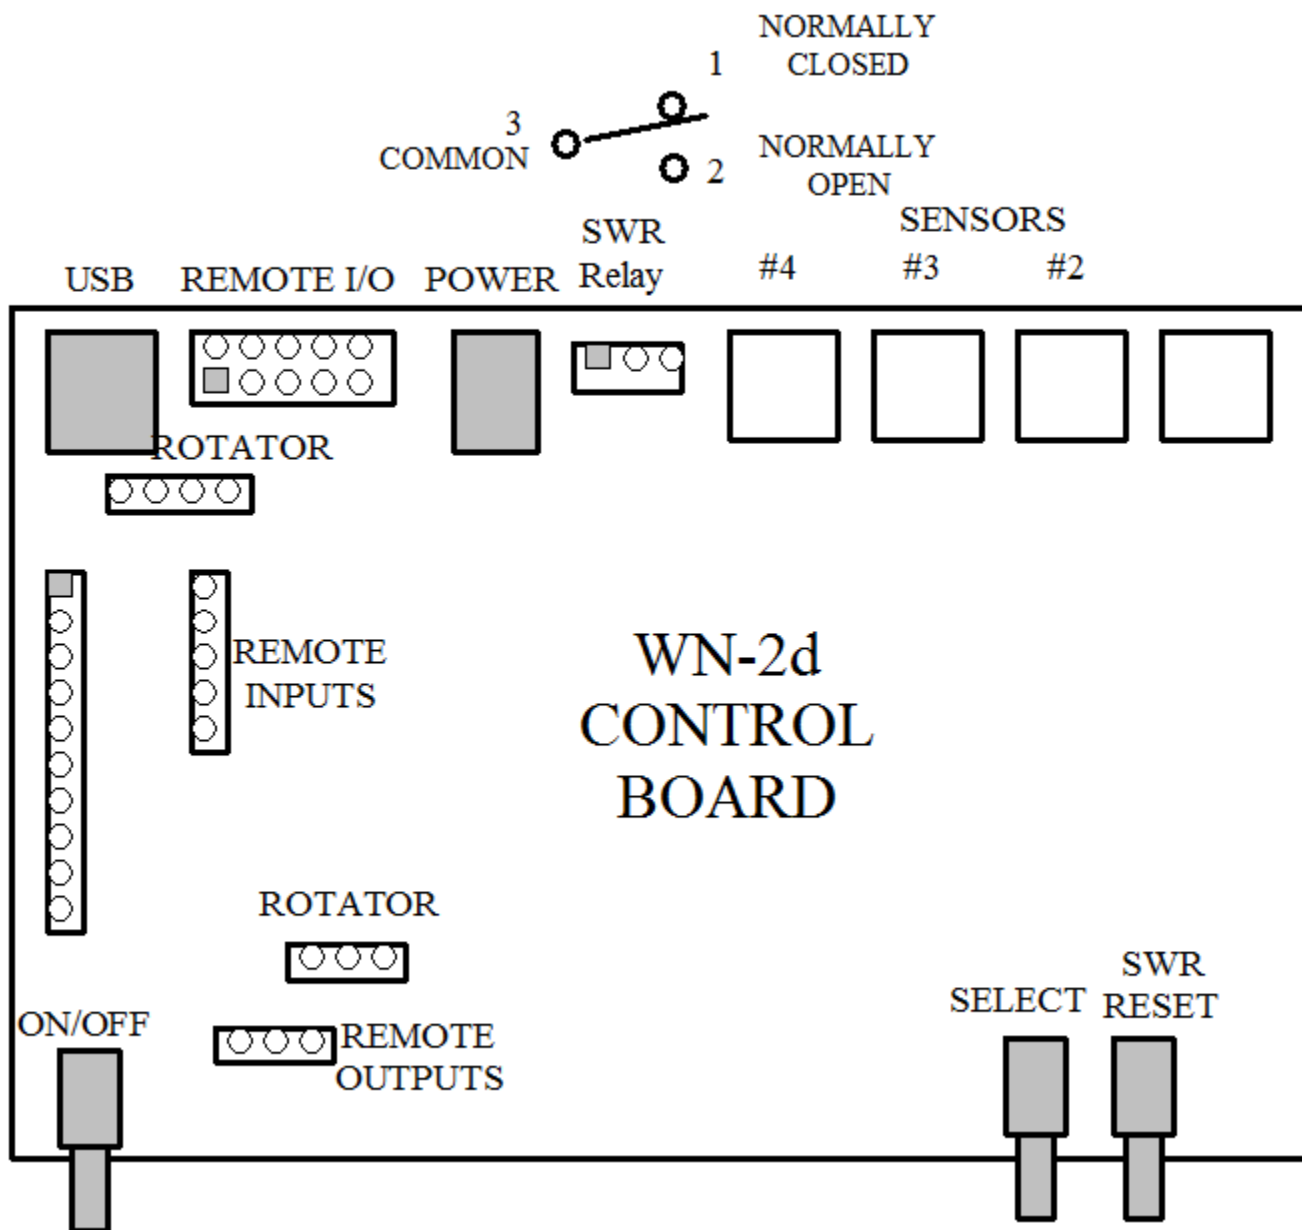 NORMALLY
CLOSED
1
3
COMMON
NORMALLY
OPEN
2
SENSORS
SWR
Relay
#4 #3 #2
USB REMOTE I/O POWER
ROTATOR
REMOTE
INPUTS
WN-2d
CONTROL
BOARD
ROTATOR
SELECT
SWR
RESET
ON/OFF
REMOTE
OUTPUTS